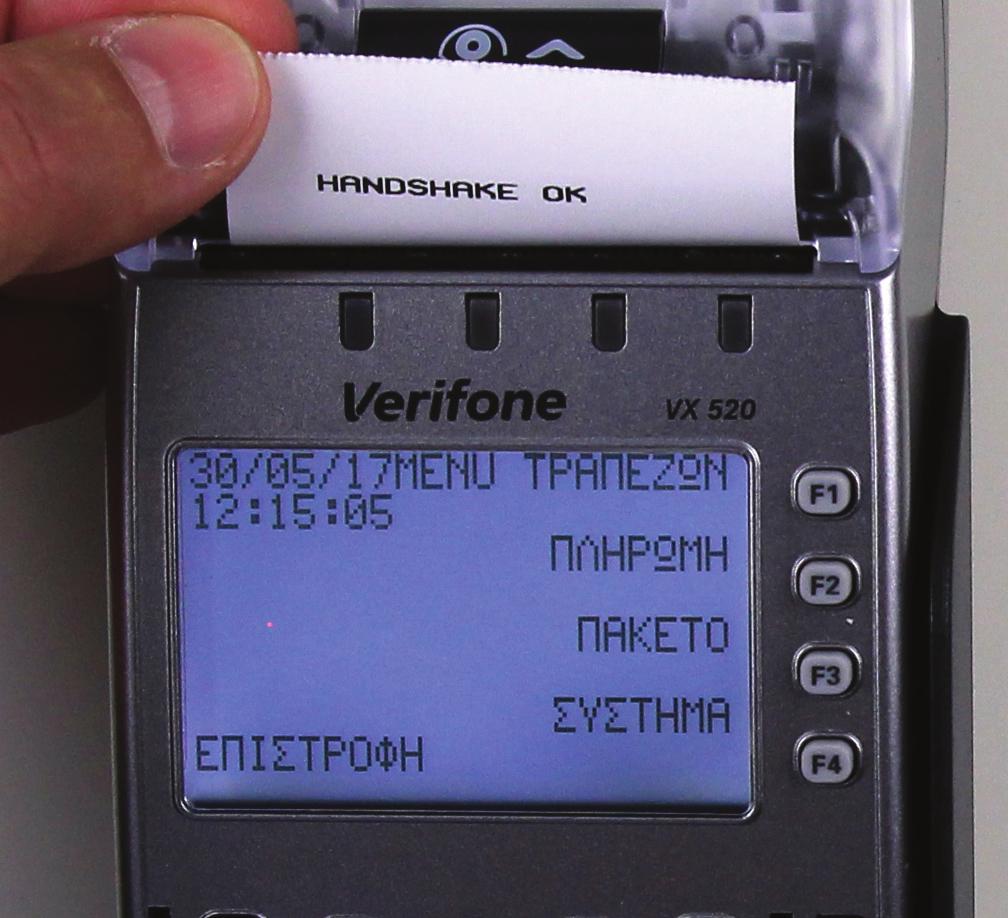 HANDSHAKE OK
Verifone VX 520
30/05/17MENU ΤΡΑΠΕΖΩΝ
12:15:05
ΠΛΗΡΩΜΗ
ΠΑΚΕΤΟ
ΣΥΣΤΗΜΑ
ΕΠΙΣΤΡΟΦΗ
F1
F2
F3
F4